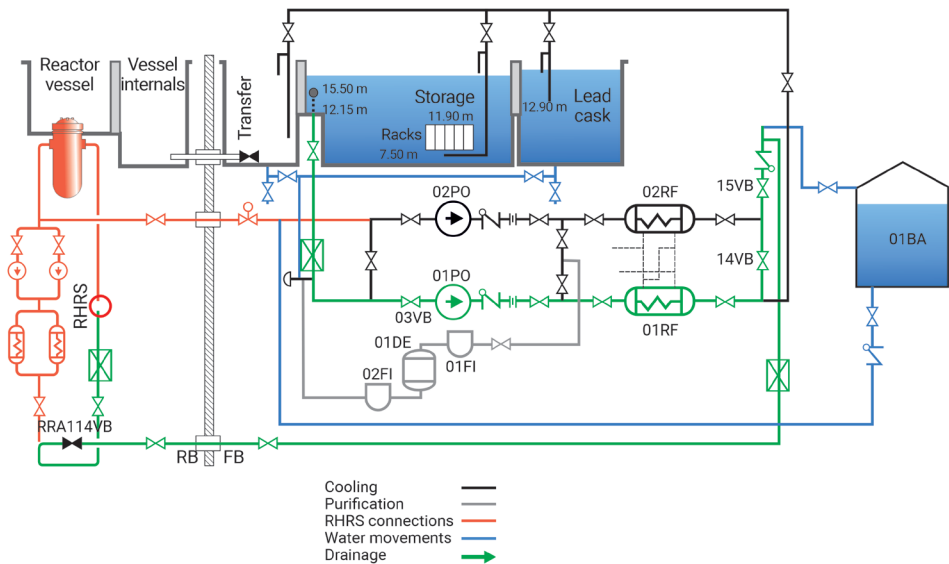 Reactor
vessel
Vessel
internals
Transfer
15.50 m
12.15 m
Storage
11.90 m
Racks
7.50 m
12.90 m
Lead
cask
02PO
02RF
15VB
01BA
14VB
RHRS
03VB
01PO
01RF
01DE
01FI
02FI
RRA114VB
RB
FB
Cooling
Purification
RHRS connections
Water movements
Drainage